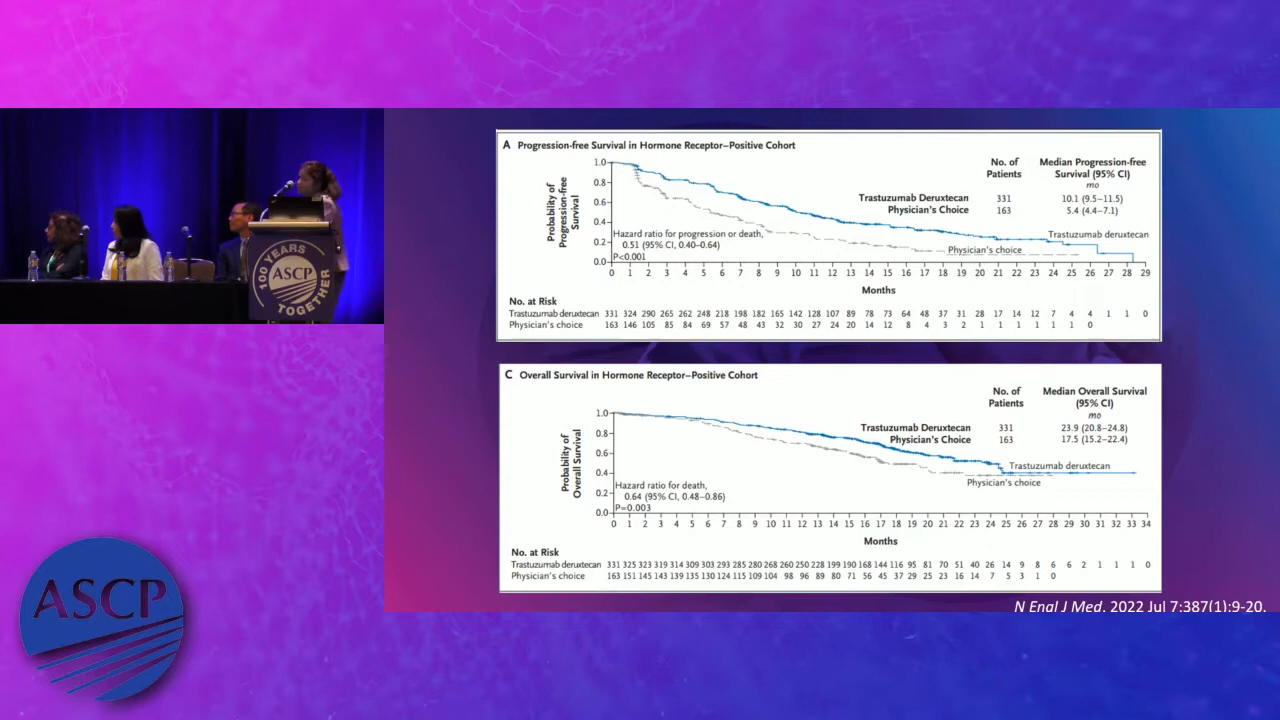 A Progression-free Survival in Hormone Receptor–Positive Cohort
No. of Patients
Median Progression-free Survival (95% CI)
mo
Trastuzumab Deruxtecan 331 10.1 (9.5–11.5)
Physician's Choice 163 5.4 (4.4–7.1)
Probability of Progression-free Survival
1.0
0.8
0.6
0.4
0.2
0.0
Hazard ratio for progression or death,
0.51 (95% CI, 0.40–0.64)
P<0.001
Trastuzumab deruxtecan
Physician's choice
0 1 2 3 4 5 6 7 8 9 10 11 12 13 14 15 16 17 18 19 20 21 22 23 24 25 26 27 28 29
Months
No. at Risk
Trastuzumab deruxtecan 331 324 290 265 262 248 218 198 182 165 142 128 107 89 78 73 64 48 37 31 28 17 14 12 7 4 4 1 1 0
Physician's choice 163 146 105 85 84 69 57 48 43 32 30 27 24 20 14 12 8 4 3 2 1 1 1 1 1 1 0
C Overall Survival in Hormone Receptor–Positive Cohort
No. of Patients
Median Overall Survival (95% CI)
mo
Trastuzumab Deruxtecan 331 23.9 (20.8–24.8)
Physician's Choice 163 17.5 (15.2–22.4)
Probability of Overall Survival
1.0
0.8
0.6
0.4
0.2
0.0
Hazard ratio for death,
0.64 (95% CI, 0.48–0.86)
P=0.003
Trastuzumab deruxtecan
Physician's choice
0 1 2 3 4 5 6 7 8 9 10 11 12 13 14 15 16 17 18 19 20 21 22 23 24 25 26 27 28 29 30 31 32 33 34
Months
No. at Risk
Trastuzumab deruxtecan 331 325 323 319 314 309 303 293 285 280 268 260 250 228 199 190 168 144 116 95 81 70 51 40 26 14 9 8 6 6 2 1 1 1 0
Physician's choice 163 151 145 143 139 135 130 124 115 109 104 98 96 89 80 71 56 45 37 29 25 23 16 14 7 5 3 1 0
N Engl J Med. 2022 Jul 7;387(1):9-20.
100 YEARS
ASCP
TOGETHER
ASCP